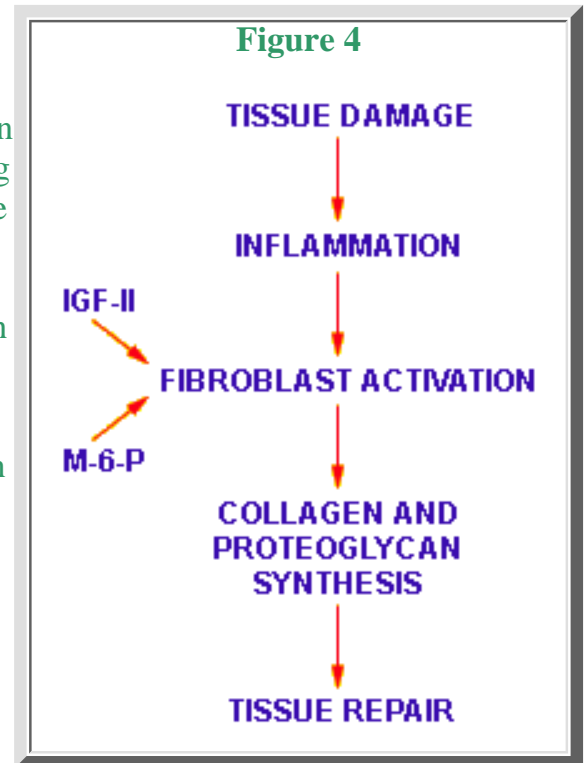 Figure 4
TISSUE DAMAGE
INFLAMMATION
IGF-II
FIBROBLAST ACTIVATION
M-6-P
COLLAGEN AND
PROTEOGLYCAN
SYNTHESIS
TISSUE REPAIR